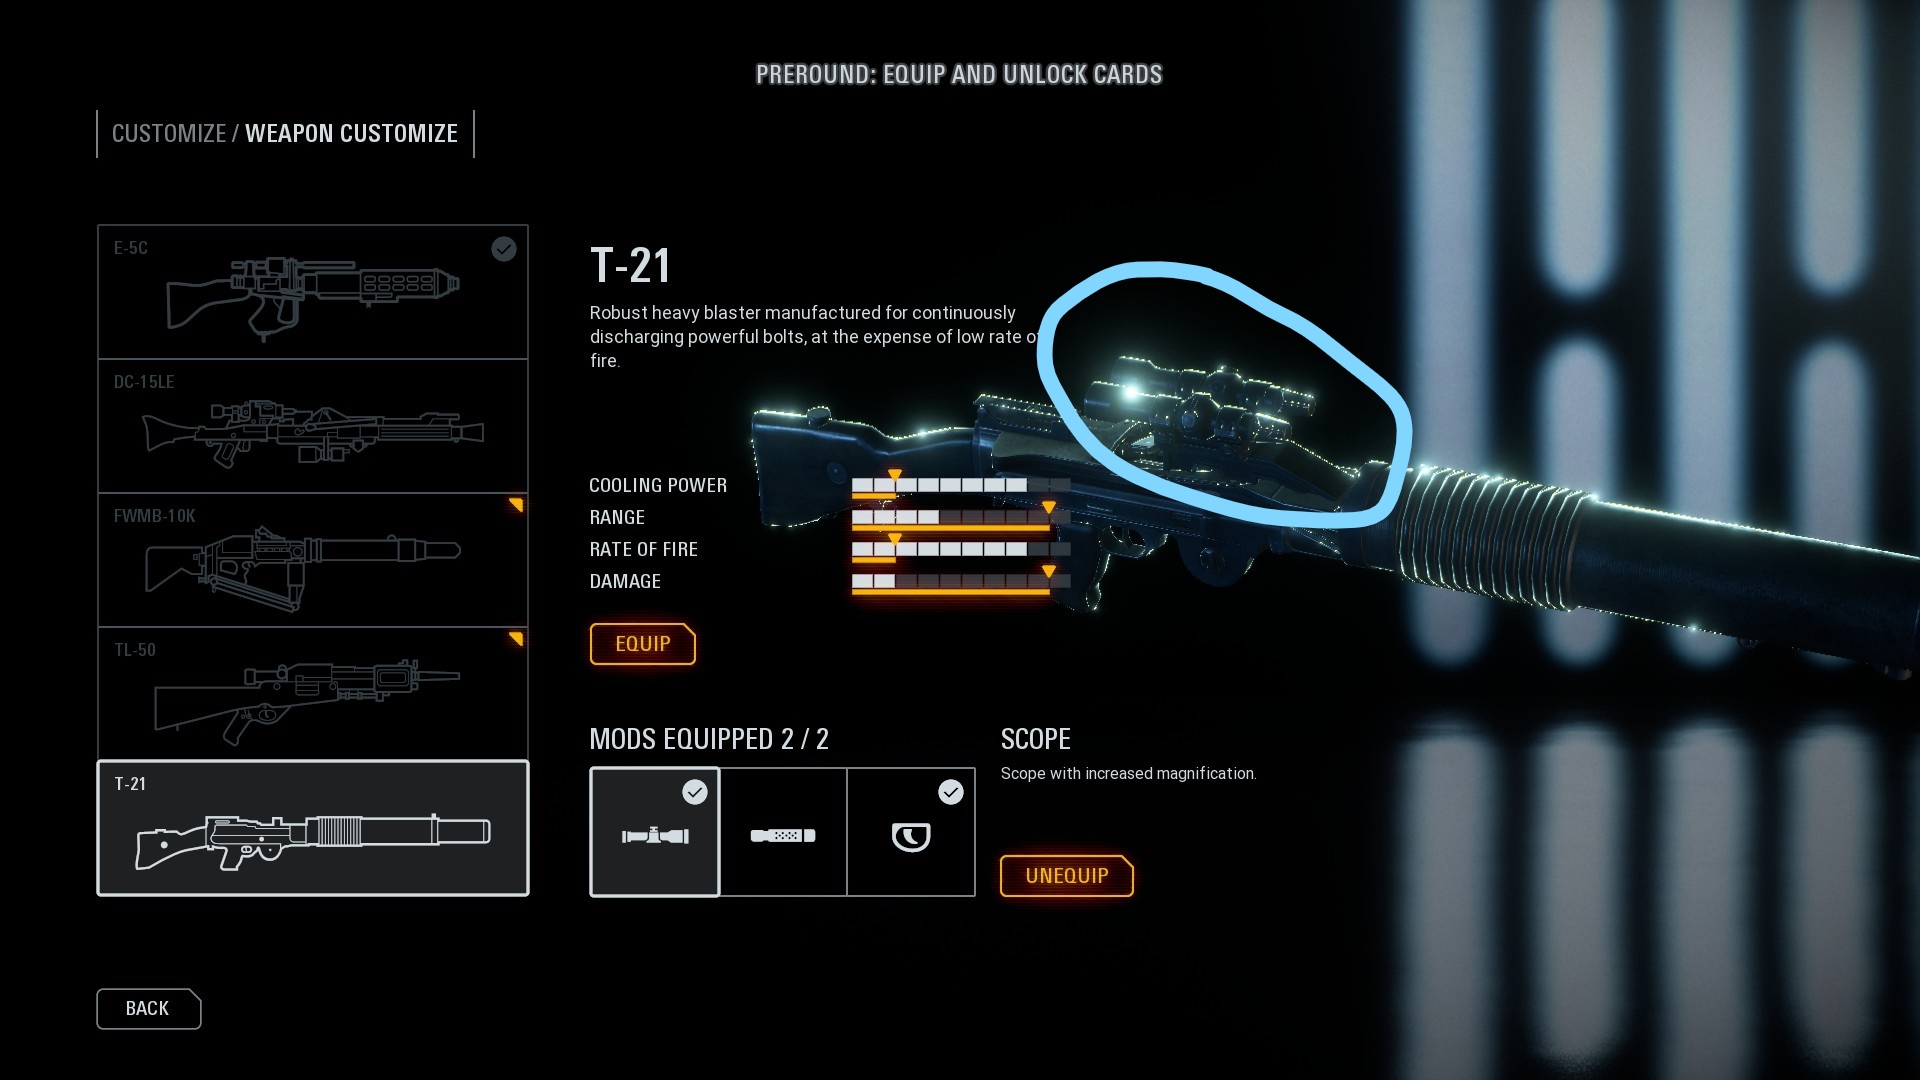 PREROUND: EQUIP AND UNLOCK CARDS
CUSTOMIZE / WEAPON CUSTOMIZE
E-5C
DC-15LE
FWMB-10K
TL-50
T-21
T-21
Robust heavy blaster manufactured for continuously
discharging powerful bolts, at the expense of low rate of
fire.
COOLING POWER
RANGE
RATE OF FIRE
DAMAGE
EQUIP
MODS EQUIPPED 2 / 2
SCOPE
Scope with increased magnification.
UNEQUIP
BACK